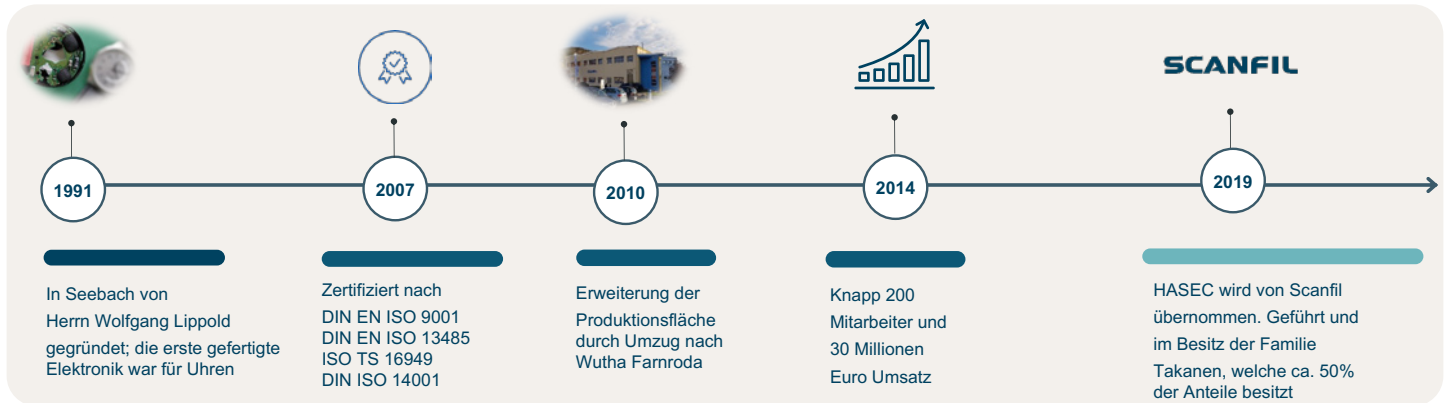 SCANFIL
1991
2007
2010
2014
2019
In Seebach von
Herrn Wolfgang Lippold
gegründet; die erste gefertigte
Elektronik war für Uhren
Zertifiziert nach
DIN EN ISO 9001
DIN EN ISO 13485
ISO TS 16949
DIN ISO 14001
Erweiterung der
Produktionsfläche
durch Umzug nach
Wutha Farnroda
Knapp 200
Mitarbeiter und
30 Millionen
Euro Umsatz
HASEC wird von Scanfil
übernommen. Geführt und
im Besitz der Familie
Takanen, welche ca. 50%
der Anteile besitzt